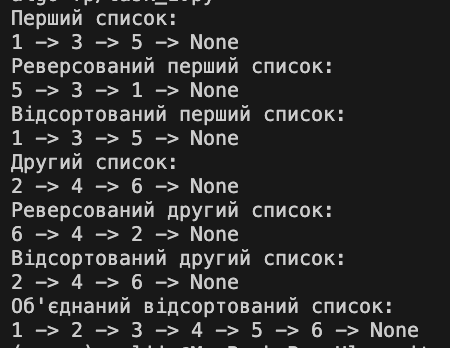 Перший список:
1 -> 3 -> 5 -> None
Реверсований перший список:
5 -> 3 -> 1 -> None
Відсортований перший список:
1 -> 3 -> 5 -> None
Другий список:
2 -> 4 -> 6 -> None
Реверсований другий список:
6 -> 4 -> 2 -> None
Відсортований другий список:
2 -> 4 -> 6 -> None
Об'єднаний відсортований список:
1 -> 2 -> 3 -> 4 -> 5 -> 6 -> None